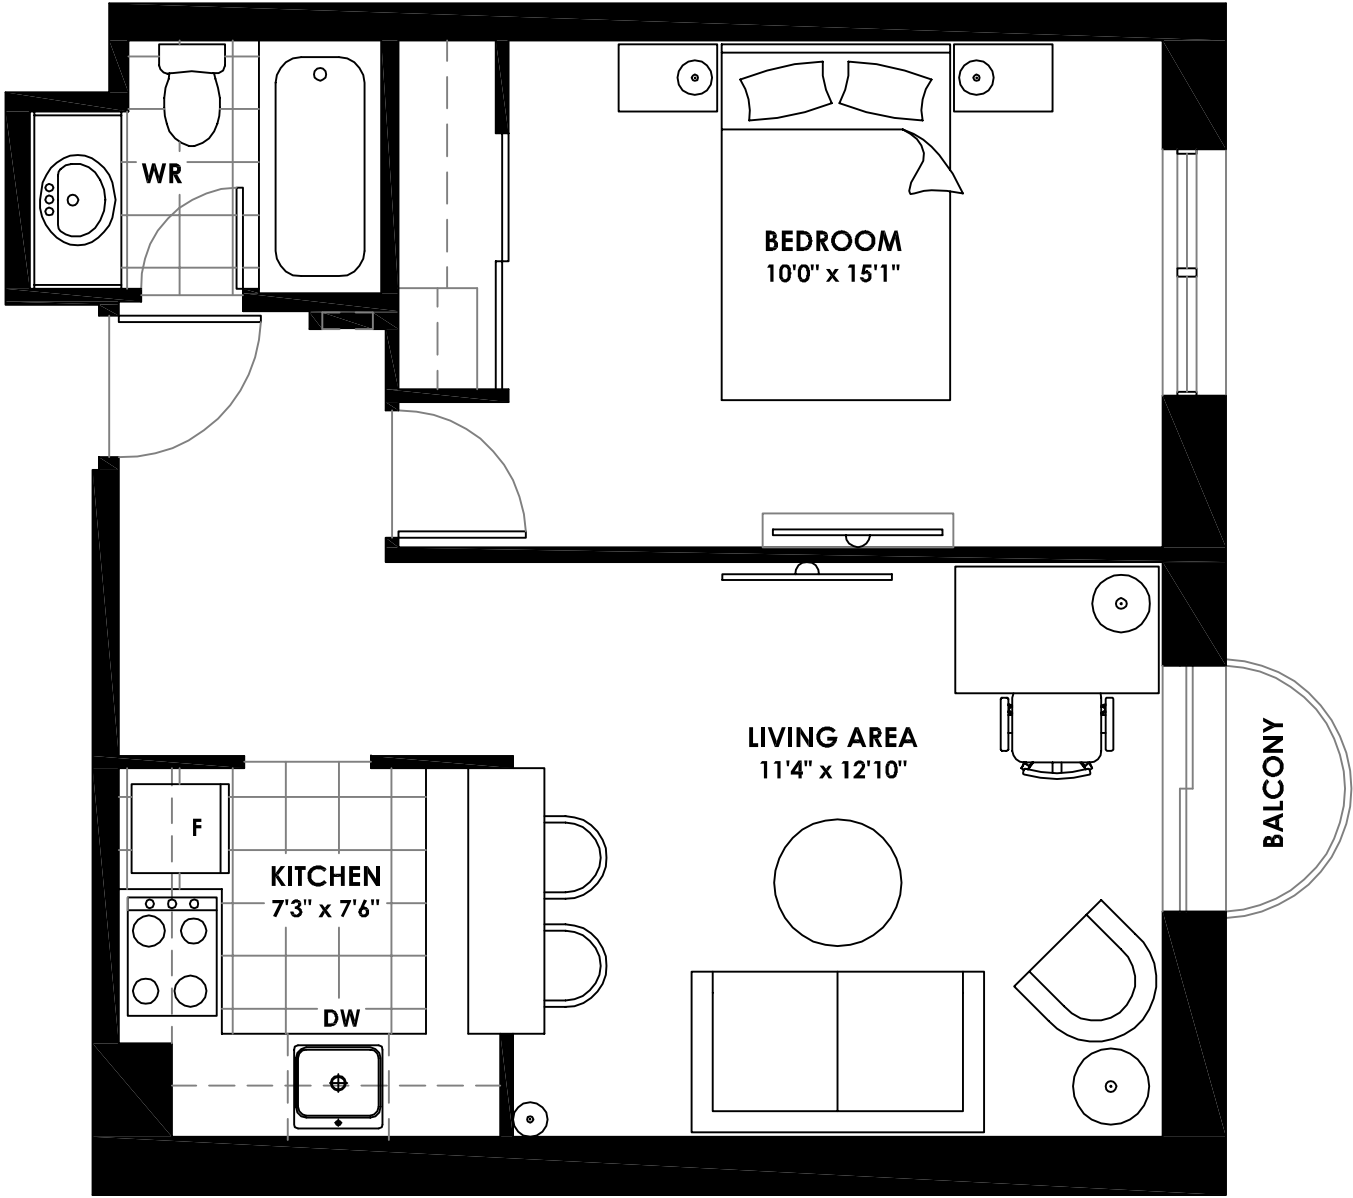 WR
BEDROOM
10'0" x 15'1"
LIVING AREA
11'4" x 12'10"
BALCONY
F
KITCHEN
7'3" x 7'6"
DW